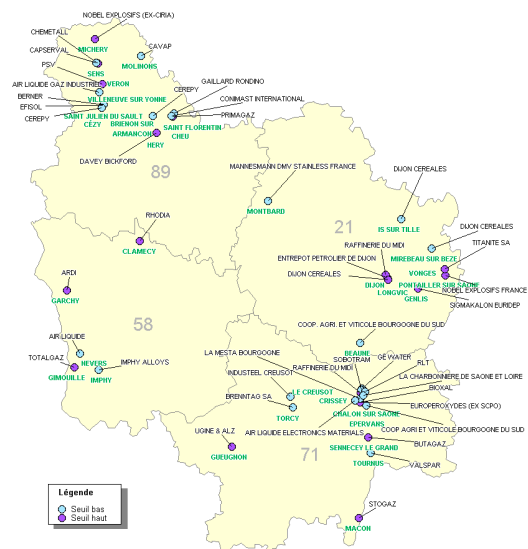 NOBEL EXPLOSIFS (EX-CIRIA)
CHEMETALL
MICHERY
CAPSERVAL
CAVAP
MOLINONS
PSV
SENS
AIR LIQUIDE GAZ INDUSTRIEL
VERON
GAILLARD RONDINO
CEREPY
BERNER
VILLENEUVE SUR YONNE
CONIMAST INTERNATIONAL
EFISOL
SAINT JULIEN DU SAULT
PRIMAGAZ
CEREPY
CÉZY
BRIENON SUR
ARMANCON
SAINT FLORENTIN
CHEU
HERY
DAVEY BICKFORD
89
MANNESMANN DMV STAINLESS FRANCE
DIJON CEREALES
MONTBARD
21
IS SUR TILLE
DIJON CEREALES
RHODIA
TITANITE SA
CLAMECY
RAFFINERIE DU MIDI
MIREBEAU SUR BEZE
ENTREPOT PETROLIER DE DIJON
ARDI
DIJON CEREALES
VONGES
DIJON
PONTAILLER SUR SAONE
LONGVIC
NOBEL EXPLOSIFS FRANCE
GARCHY
GENLIS
SIGMAKALON EURIDEP
58
COOP. AGRI. ET VITICOLE BOURGOGNE DU SUD
AIR LIQUIDE
BEAUNE
TOTALGAZ
NEVERS
IMPHY ALLOYS
LA MESTA BOURGOGNE
SOBOTRAM
GE WATER
GIMOUILLE
IMPHY
RAFFINERIE DU MIDI
RLT
INDUSTEEL CREUSOT
LA CHARBONNIERE DE SAONE ET LOIRE
BRENNTAG SA
LE CREUSOT
BIOXAL
CRISSEY
TORCY
CHALON SUR SAONE
EUROPEROXYDES (EX SCPO)
EPERVANS
UGINE & ALZ
AIR LIQUIDE ELECTRONICS MATERIALS
COOP AGRI ET VITICOLE BOURGOGNE DU SUD
SENNECEY LE GRAND
BUTAGAZ
GUEUGNON
71
TOURNUS
VALSPAR
STOGAZ
MACON
Légende
Seuil bas
Seuil haut